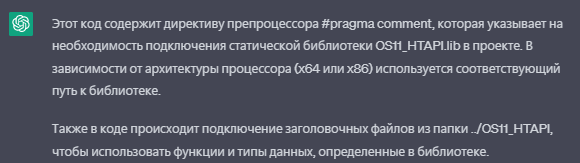 Этот код содержит директиву препроцессора #pragma comment, которая указывает на
необходимость подключения статической библиотеки OS11_HTAPI.lib в проекте. В
зависимости от архитектуры процессора (x64 или x86) используется соответствующий
путь к библиотеке.
Также в коде происходит подключение заголовочных файлов из папки ../OS11_HTAPI,
чтобы использовать функции и типы данных, определенные в библиотеке.